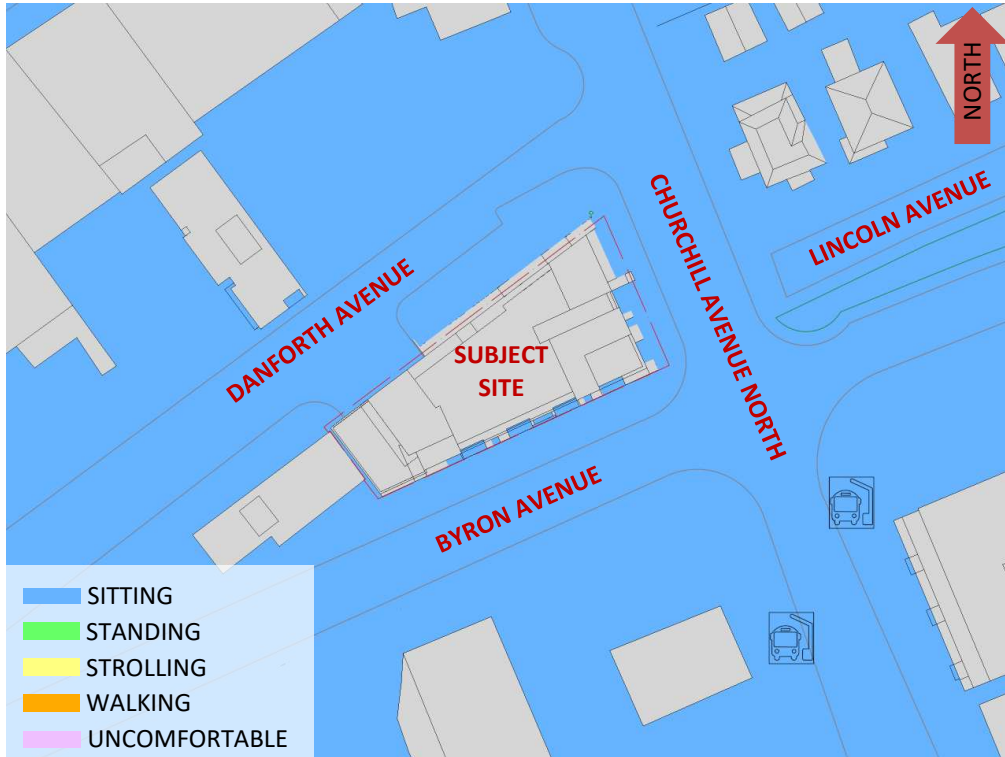 NORTH
CHURCHILL AVENUE NORTH
LINCOLN AVENUE
DANFORTH AVENUE
SUBJECT
SITE
BYRON AVENUE
SITTING
STANDING
STROLLING
WALKING
UNCOMFORTABLE